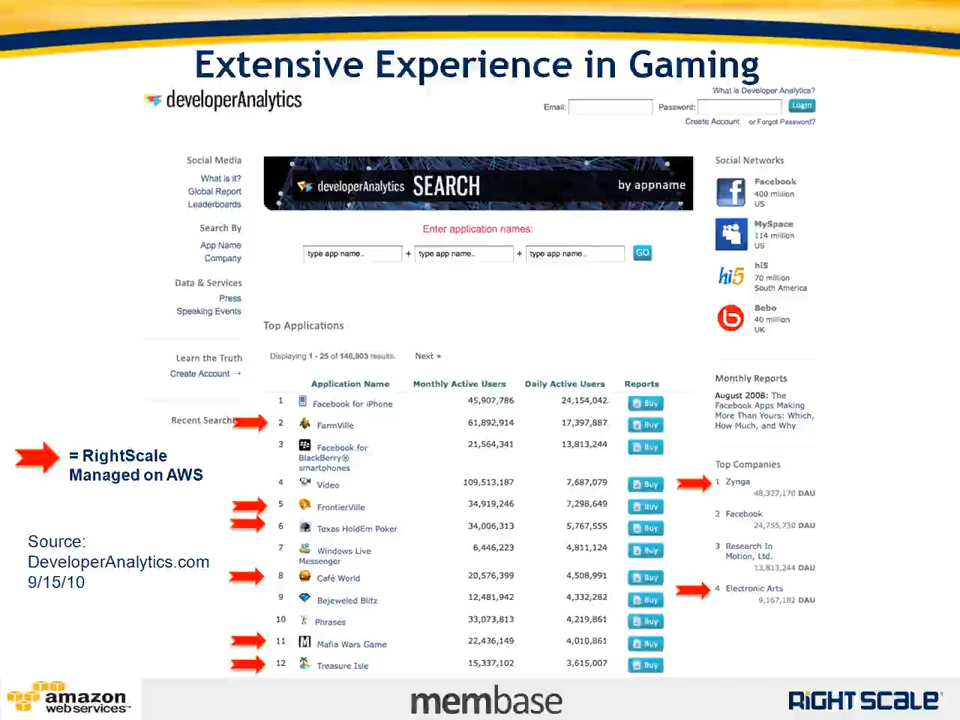 Extensive Experience in Gaming
What is Developer Analytics?
developerAnalytics
Email:
Password:
Login
Create Account or Forgot Password?
Social Media
What is it?
Global Report
Leaderboards
Search By
App Name
Company
Data & Services
Press
Speaking Events
Learn the Truth
Create Account →
Recent Searche
developerAnalytics SEARCH by appname
Enter application names:
type app name.. + type app name.. + type app name.. GO
Top Applications
Displaying 1 - 25 of 146,803 results. Next »
Application Name Monthly Active Users Daily Active Users Reports
1 Facebook for iPhone 45,907,786 24,154,042 Buy
2 FarmVille 61,892,914 17,397,887 Buy
3 Facebook for BlackBerry® smartphones 21,564,341 13,813,244 Buy
4 Video 109,513,187 7,687,079 Buy
5 FrontierVille 34,919,246 7,298,649 Buy
6 Texas HoldEm Poker 34,006,313 5,767,555 Buy
7 Windows Live Messenger 6,446,223 4,811,124 Buy
8 Café World 20,576,399 4,508,991 Buy
9 Bejeweled Blitz 12,481,942 4,332,282 Buy
10 Phrases 33,073,813 4,219,861 Buy
11 Mafia Wars Game 22,436,149 4,010,861 Buy
12 Treasure Isle 15,337,102 3,615,007 Buy
Social Networks
Facebook
400 million
US
MySpace
114 million
US
hi5
hi5
70 million
South America
Bebo
40 million
UK
Monthly Reports
August 2008: The
Facebook Apps Making
More Than Yours: Which,
How Much, and Why
Top Companies
1 Zynga
48,327,170 DAU
2 Facebook
24,755,730 DAU
3 Research In
Motion, Ltd.
13,813,244 DAU
4 Electronic Arts
9,167,182 DAU
= RightScale
Managed on AWS
Source:
DeveloperAnalytics.com
9/15/10
amazon
web services™
membase
RIGHT SCALE